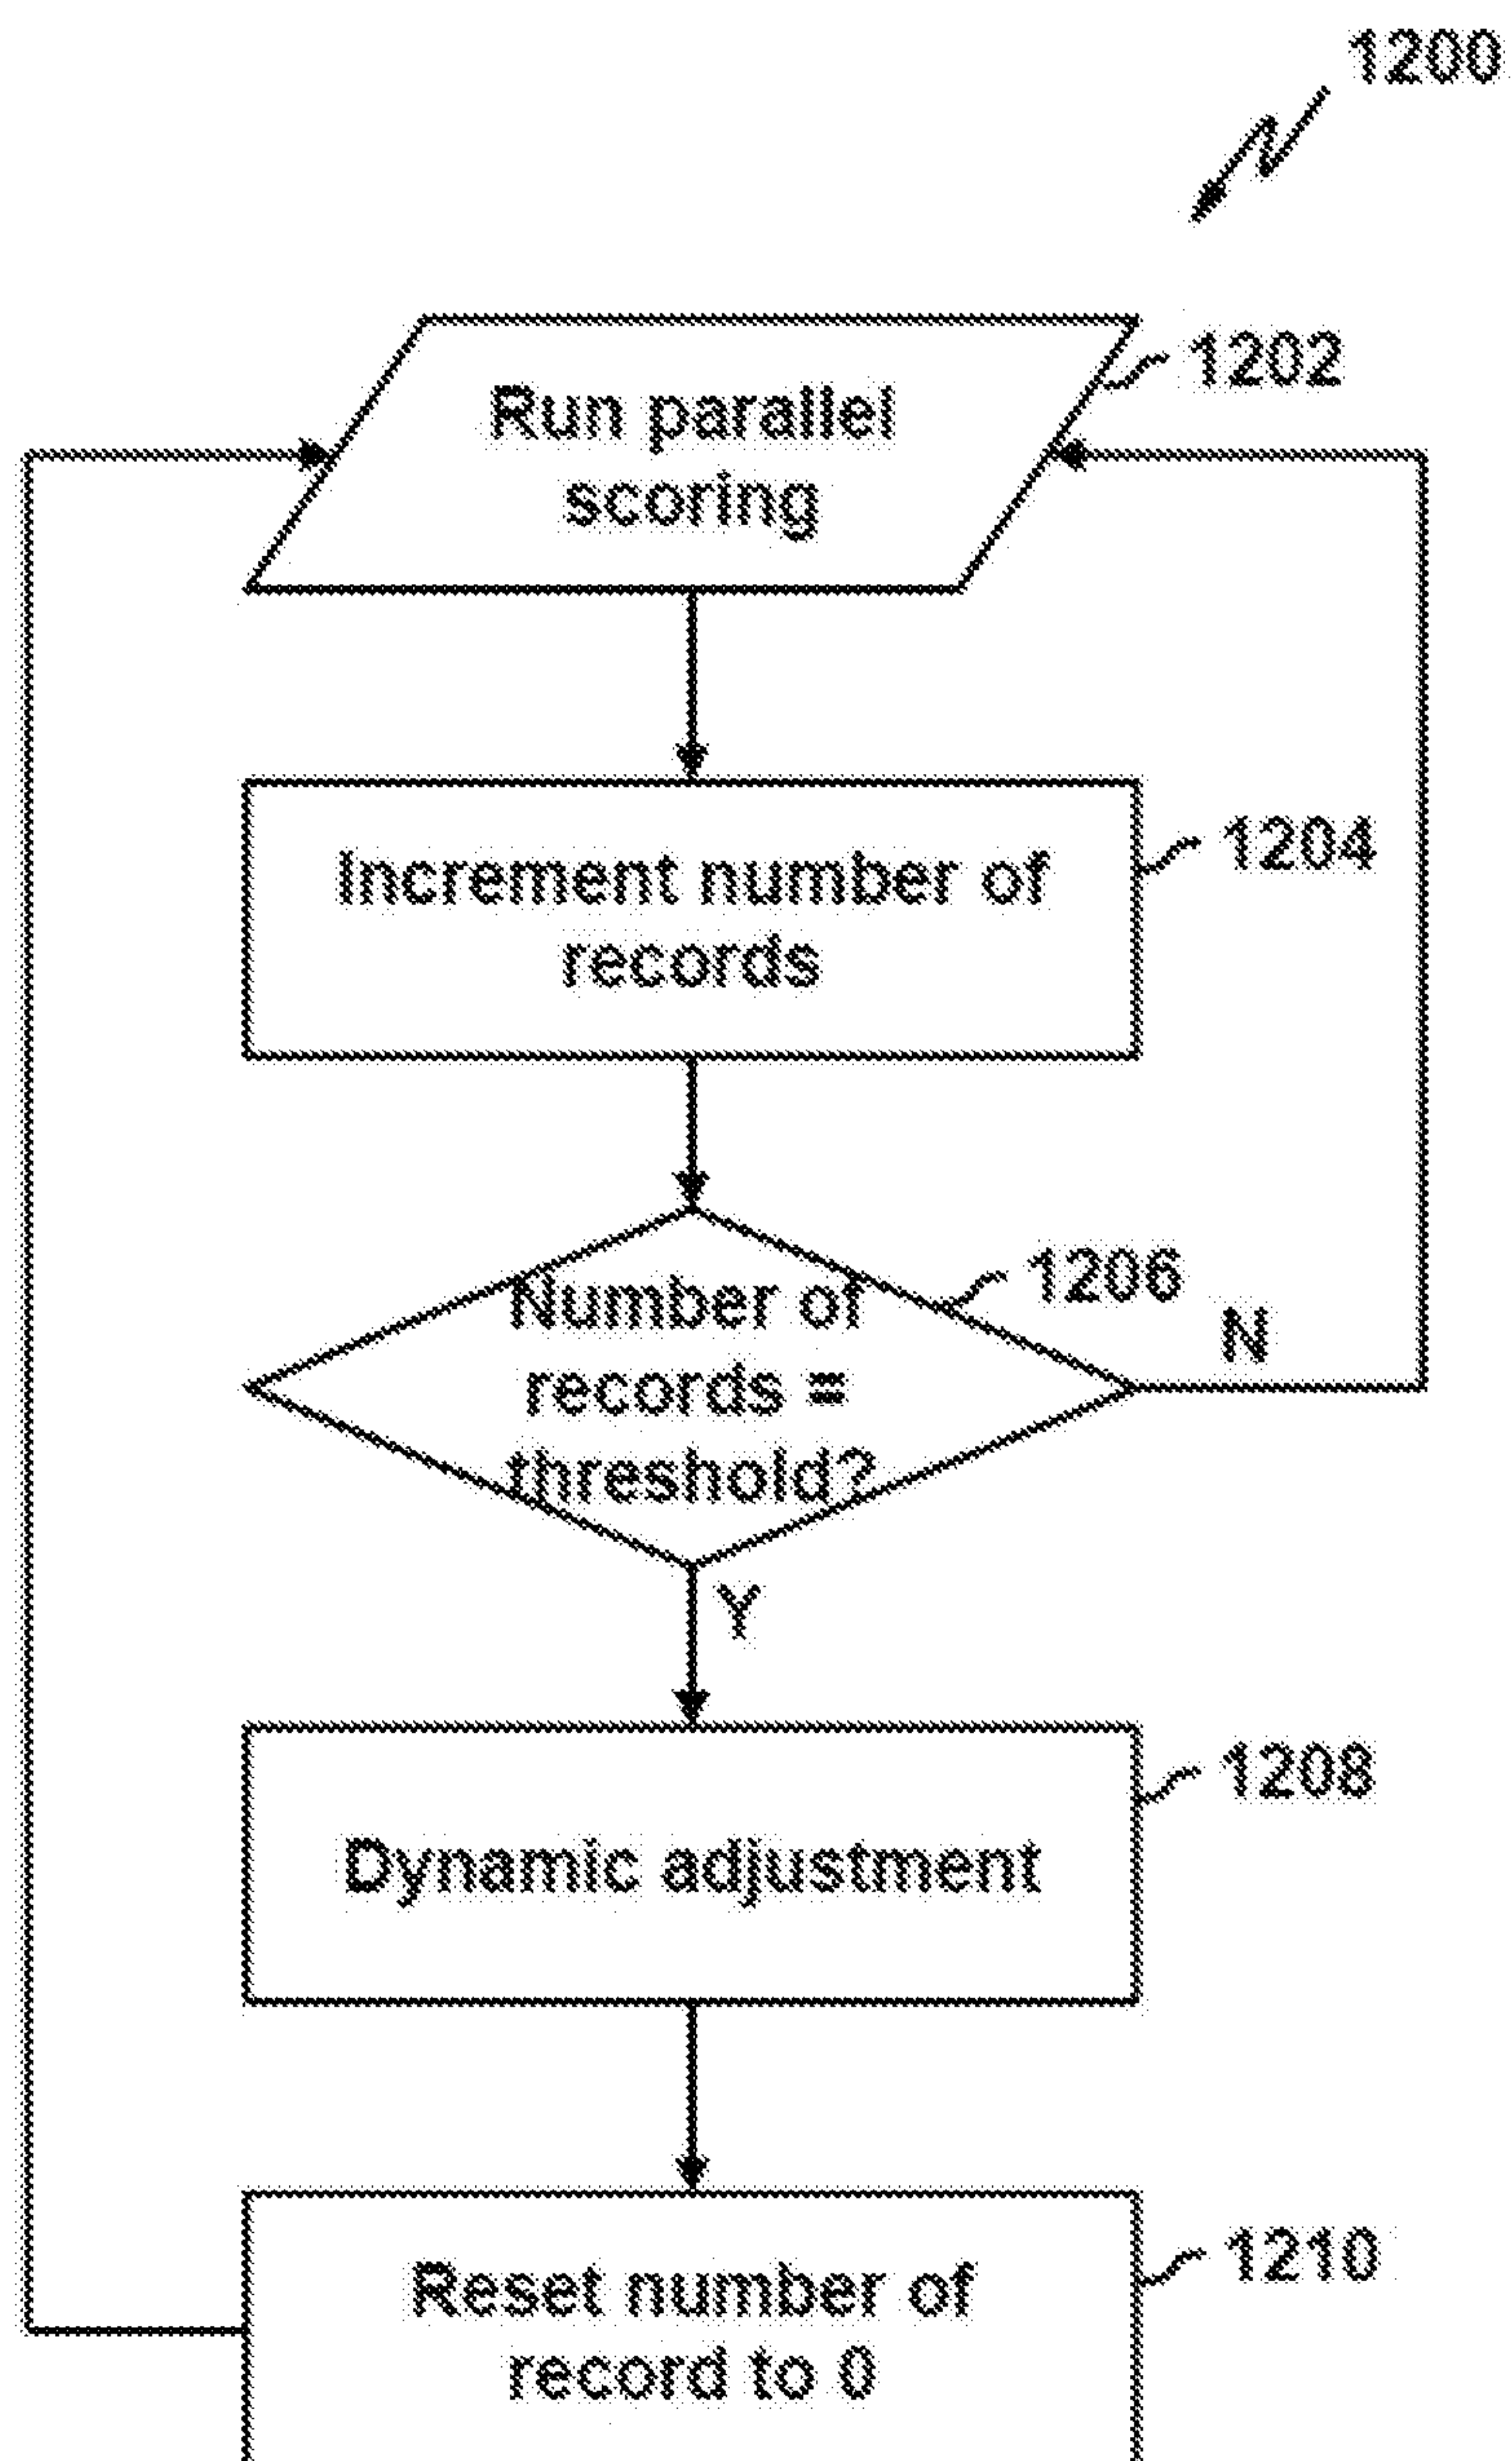 1200
Run parallel
scoring
1202
Increment number of
records
1204
Number of
records =
threshold?
1206
N
Y
Dynamic adjustment
1208
Reset number of
record to 0
1210